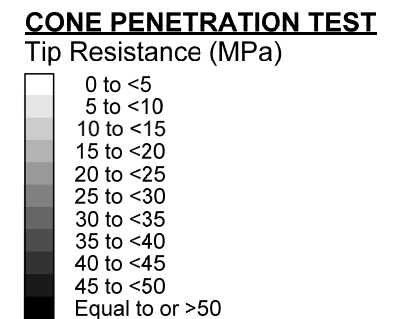 CONE PENETRATION TEST
Tip Resistance (MPa)
0 to <5
5 to <10
10 to <15
15 to <20
20 to <25
25 to <30
30 to <35
35 to <40
40 to <45
45 to <50
Equal to or >50